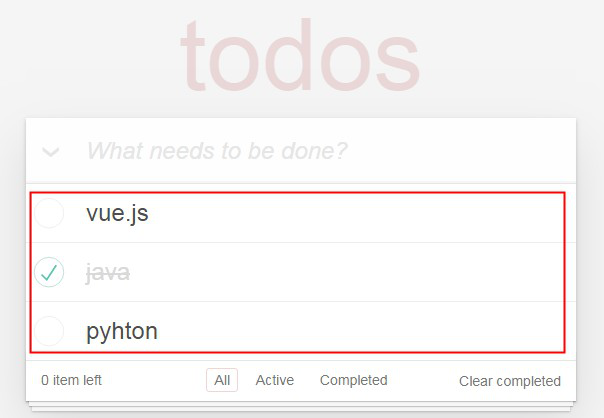 todos
What needs to be done?
vue.js
java
pyhton
0 item left All Active Completed Clear completed